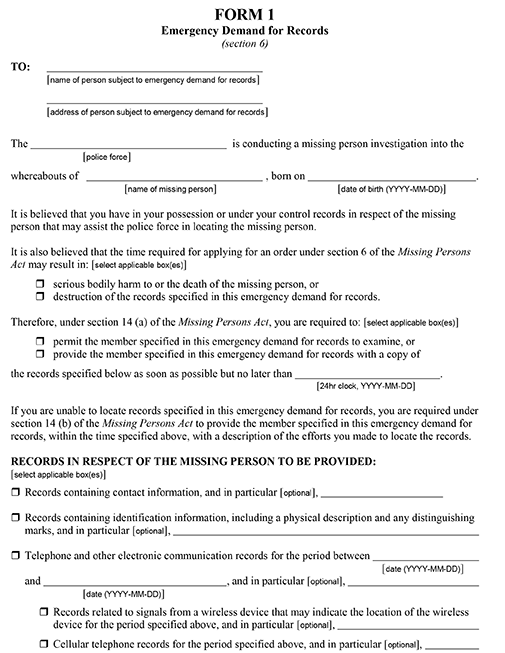 FORM 1
Emergency Demand for Records
(section 6)
TO: ______________________________
[name of person subject to emergency demand for records]
______________________________
[address of person subject to emergency demand for records]
The ______________________________ is conducting a missing person investigation into the
[police force]
whereabouts of ______________________________, born on ______________________________.
[name of missing person] [date of birth (YYYY-MM-DD)]
It is believed that you have in your possession or under your control records in respect of the missing
person that may assist the police force in locating the missing person.
It is also believed that the time required for applying for an order under section 6 of the Missing Persons
Act may result in: [select applicable box(es)]
❒ serious bodily harm to or the death of the missing person, or
❒ destruction of the records specified in this emergency demand for records.
Therefore, under section 14 (a) of the Missing Persons Act, you are required to: [select applicable box(es)]
❒ permit the member specified in this emergency demand for records to examine, or
❒ provide the member specified in this emergency demand for records with a copy of
the records specified below as soon as possible but no later than ______________________.
[24hr clock, YYYY-MM-DD]
If you are unable to locate records specified in this emergency demand for records, you are required under
section 14 (b) of the Missing Persons Act to provide the member specified in this emergency demand for
records, within the time specified above, with a description of the efforts you made to locate the records.
RECORDS IN RESPECT OF THE MISSING PERSON TO BE PROVIDED:
[select applicable box(es)]
❒ Records containing contact information, and in particular [optional], ____________________
❒ Records containing identification information, including a physical description and any distinguishing
marks, and in particular [optional], ______________________________
❒ Telephone and other electronic communication records for the period between ________________
[date (YYYY-MM-DD)]
and ______________________________, and in particular [optional], ____________________
[date (YYYY-MM-DD)]
❒ Records related to signals from a wireless device that may indicate the location of the wireless
device for the period specified above, and in particular [optional], ____________________
❒ Cellular telephone records for the period specified above, and in particular [optional], __________